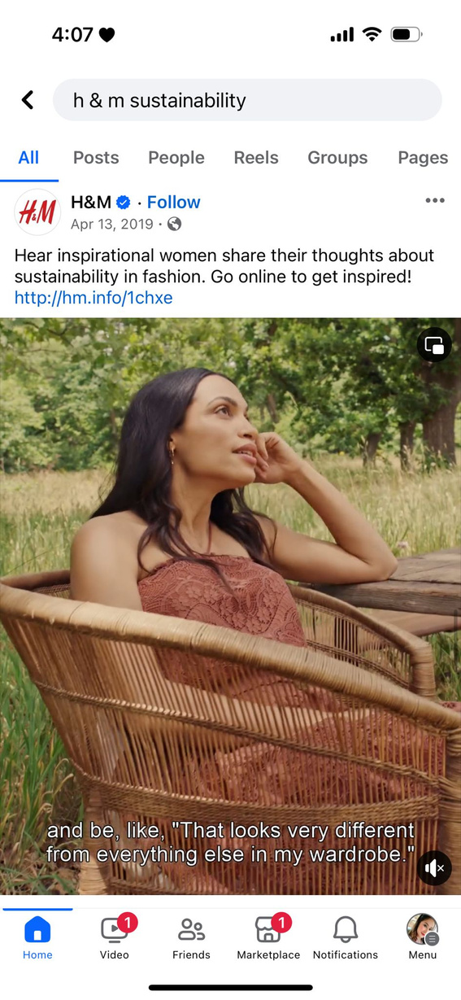 4:07
h & m sustainability
All Posts People Reels Groups Pages
H&M
H&M · Follow
Apr 13, 2019 ·
Hear inspirational women share their thoughts about
sustainability in fashion. Go online to get inspired!
http://hm.info/1chxe
and be, like, "That looks very different
from everything else in my wardrobe."
1 1
Home Video Friends Marketplace Notifications Menu